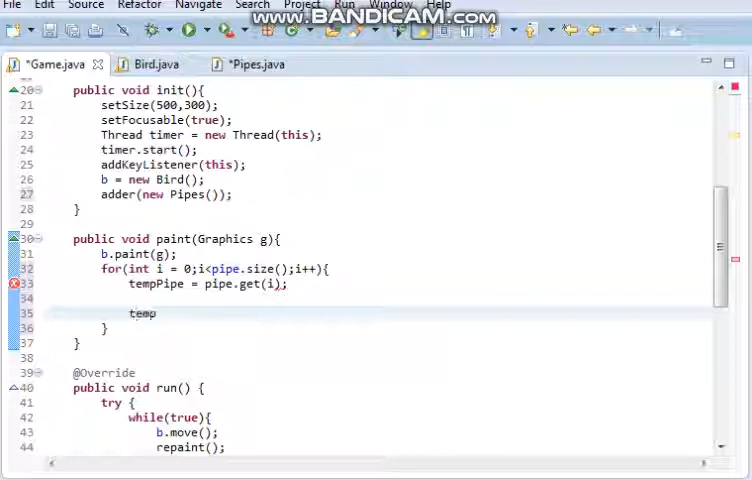 File Edit Source Refactor Navigate Search Project Run Window Help
www.BANDICAM.com
*Game.java Bird.java *Pipes.java
20 public void init(){
21 setSize(500,300);
22 setFocusable(true);
23 Thread timer = new Thread(this);
24 timer.start();
25 addKeyListener(this);
26 b = new Bird();
27 adder(new Pipes());
28 }
29
30 public void paint(Graphics g){
31 b.paint(g);
32 for(int i = 0;i<pipe.size();i++){
33 tempPipe = pipe.get(i);
34
35 temp
36 }
37 }
38
39 @Override
40 public void run() {
41 try {
42 while(true){
43 b.move();
44 repaint();